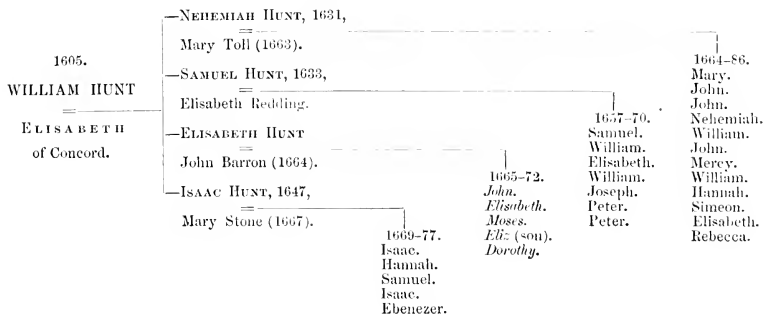 1605.
WILLIAM HUNT
ELISABETH
of Concord.
—NEHEMIAH HUNT, 1631,
Mary Toll (1663).
—SAMUEL HUNT, 1633,
Elisabeth Redding.
—ELISABETH HUNT
John Barron (1664).
—ISAAC HUNT, 1647,
Mary Stone (1667).
1669-77.
Isaac.
Hannah.
Samuel.
Isaac.
Ebenezer.
1665-72.
John.
Elisabeth.
Moses.
Eliz (son).
Dorothy.
1657-70.
Samuel.
William.
Elisabeth.
William.
Joseph.
Peter.
Peter.
1664-86.
Mary.
John.
John.
Nehemiah.
William.
John.
Mercy.
William.
Hannah.
Simeon.
Elisabeth.
Rebecca.